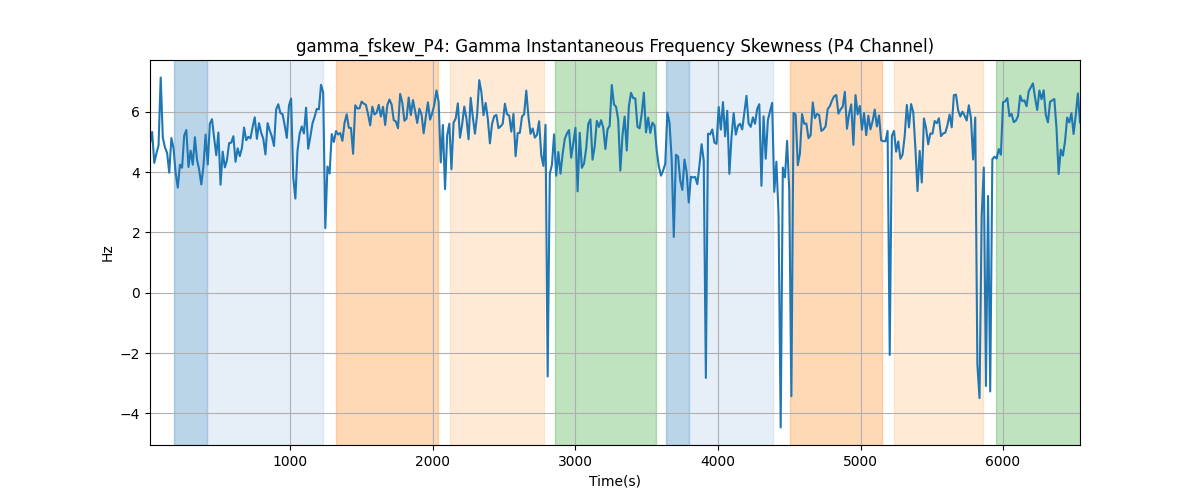 gamma_fskew_P4: Gamma Instantaneous Frequency Skewness (P4 Channel)
Hz
6
4
2
0
−2
−4
1000 2000 3000 4000 5000 6000
Time(s)